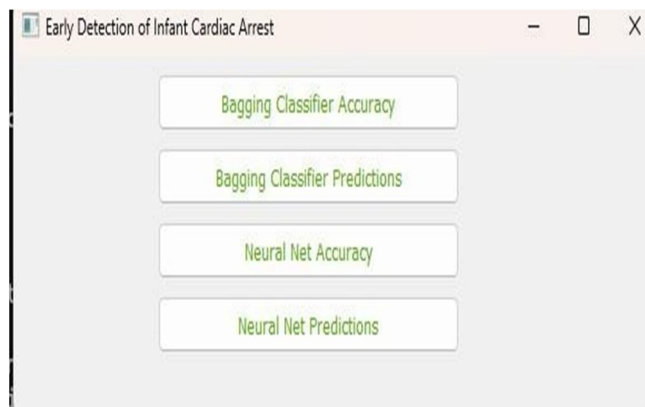 Early Detection of Infant Cardiac Arrest
Bagging Classifier Accuracy
Bagging Classifier Predictions
Neural Net Accuracy
Neural Net Predictions